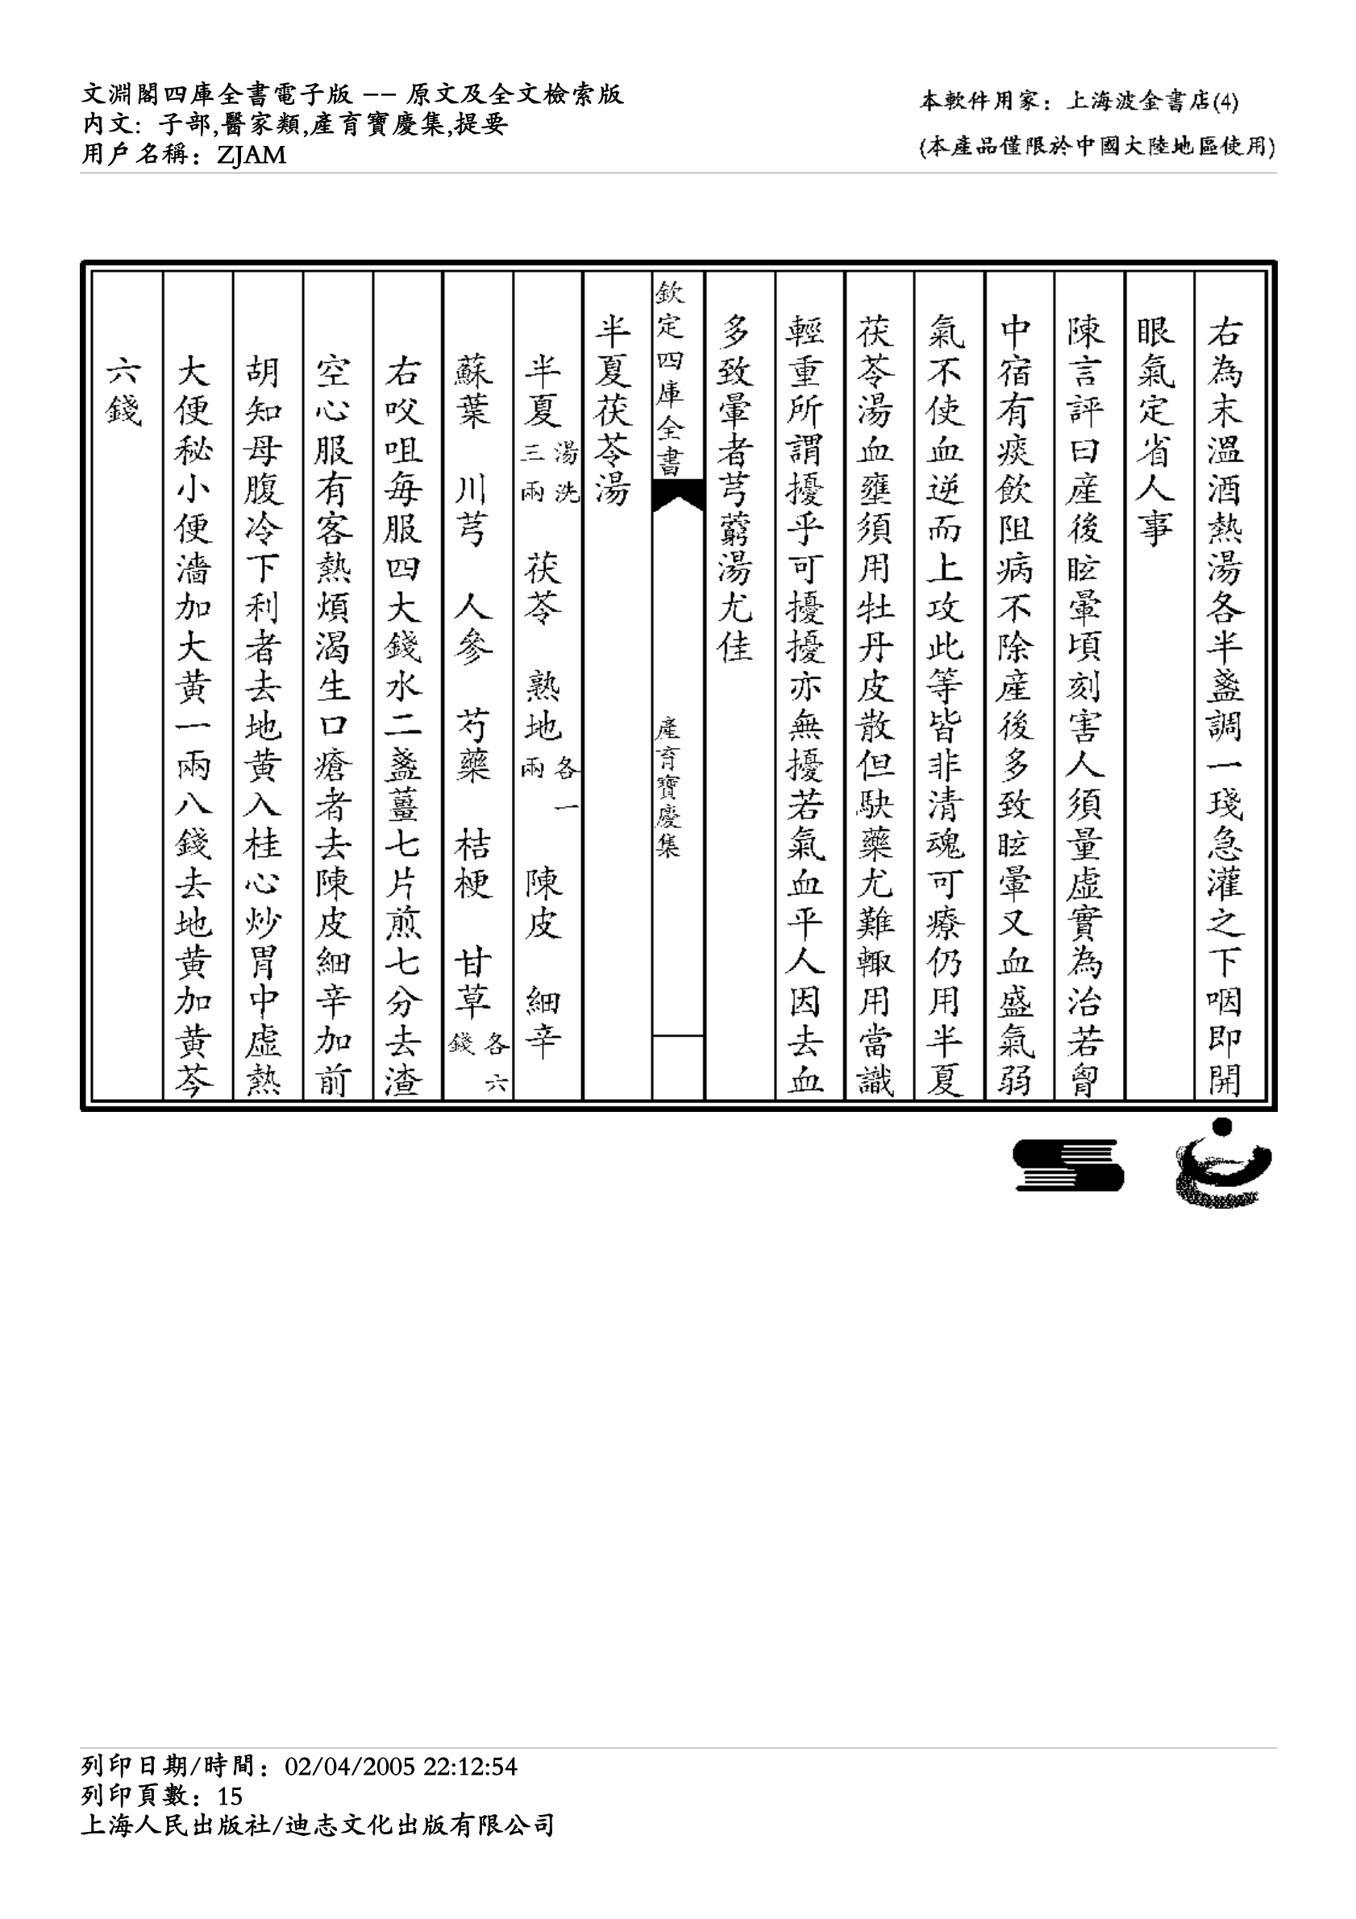 文淵閣四庫全書電子版 -- 原文及全文檢索版
內文: 子部,醫家類,產育寶慶集,提要
用戶名稱: ZJAM
本軟件用家: 上海波金書店(4)
(本產品僅限於中國大陸地區使用)
右為末溫酒熱湯各半盞調一琖急灌之下咽即開
眼氣定省人事
陳言評曰產後眩暈頃刻害人須量虛實為治若胷
中宿有痰飲阻病不除產後多致眩暈又血盛氣弱
氣不使血逆而上攻此等皆非清魂可療仍用半夏
茯苓湯血壅須用牡丹皮散但駃藥尤難輙用當識
輕重所謂擾乎可擾擾亦無擾若氣血平人因去血
多致暈者芎藭湯尤佳
欽定四庫全書
產育寶慶集
半夏茯苓湯
半夏湯洗三兩 茯苓 熟地各一兩 陳皮 細辛
蘇葉 川芎 人參 芍藥 桔梗 甘草各六錢
右㕮咀每服四大錢水二盞薑七片煎七分去渣
空心服有客熱煩渴生口瘡者去陳皮細辛加前
胡知母腹冷下利者去地黄入桂心炒胃中虛熱
大便秘小便濇加大黄一兩八錢去地黄加黄芩
六錢
列印日期/時間: 02/04/2005 22:12:54
列印頁數: 15
上海人民出版社/迪志文化出版有限公司